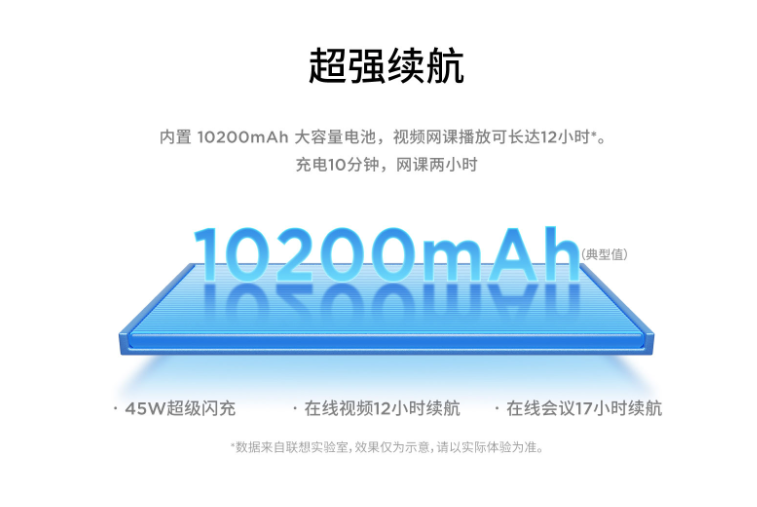 超强续航
内置 10200mAh 大容量电池，视频网课播放可长达12小时*。
充电10分钟，网课两小时
10200mAh(典型值)
· 45W超级闪充 · 在线视频12小时续航 · 在线会议17小时续航
*数据来自联想实验室，效果仅为示意，请以实际体验为准。